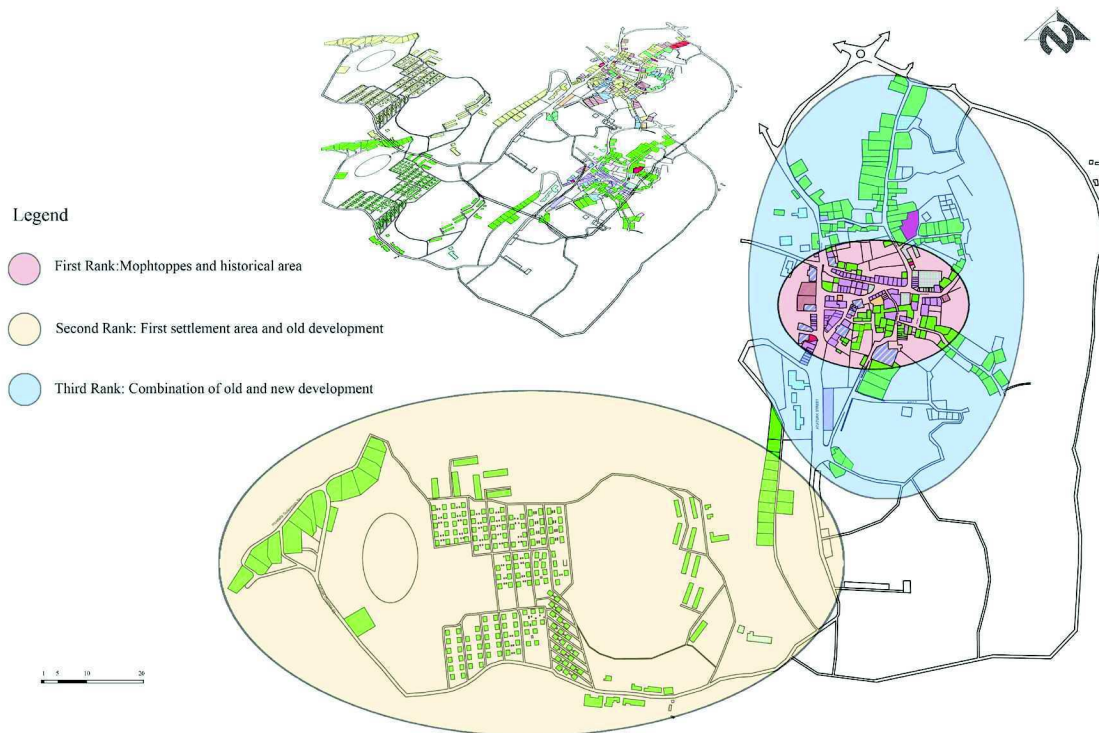 Legend
First Rank:Mophtoppes and historical area
Second Rank: First settlement area and old development
Third Rank: Combination of old and new development
1 5 10 20